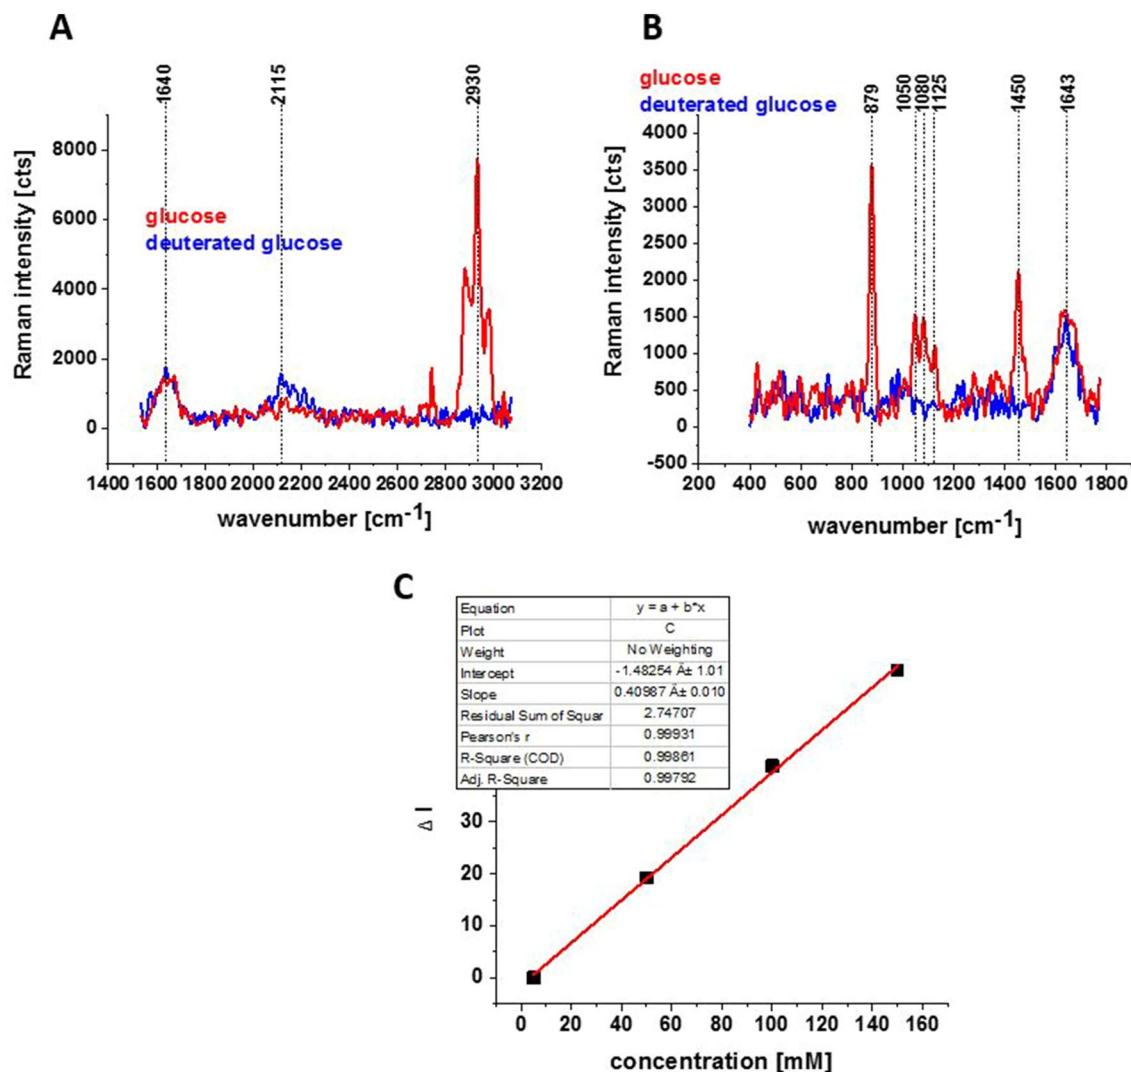 A
1640
2115
2930
8000
6000
4000
2000
0
Raman intensity [cts]
glucose
deuterated glucose
1400 1600 1800 2000 2200 2400 2600 2800 3000 3200
wavenumber [cm-1]
B
glucose
deuterated glucose
879
1050
1080
1125
1450
1643
4000
3500
3000
2500
2000
1500
1000
500
0
-500
Raman intensity [cts]
400 600 800 1000 1200 1400 1600 1800
wavenumber [cm-1]
C
Equation y = a + b*x
Plot C
Weight No Weighting
Intercept -1.48254 Â± 1.01
Slope 0.40987 Â± 0.010
Residual Sum of Squar 2.74707
Pearson's r 0.99931
R-Square (COD) 0.99861
Adj. R-Square 0.99792
Δ I
30
20
10
0
0 20 40 60 80 100 120 140 160
concentration [mM]